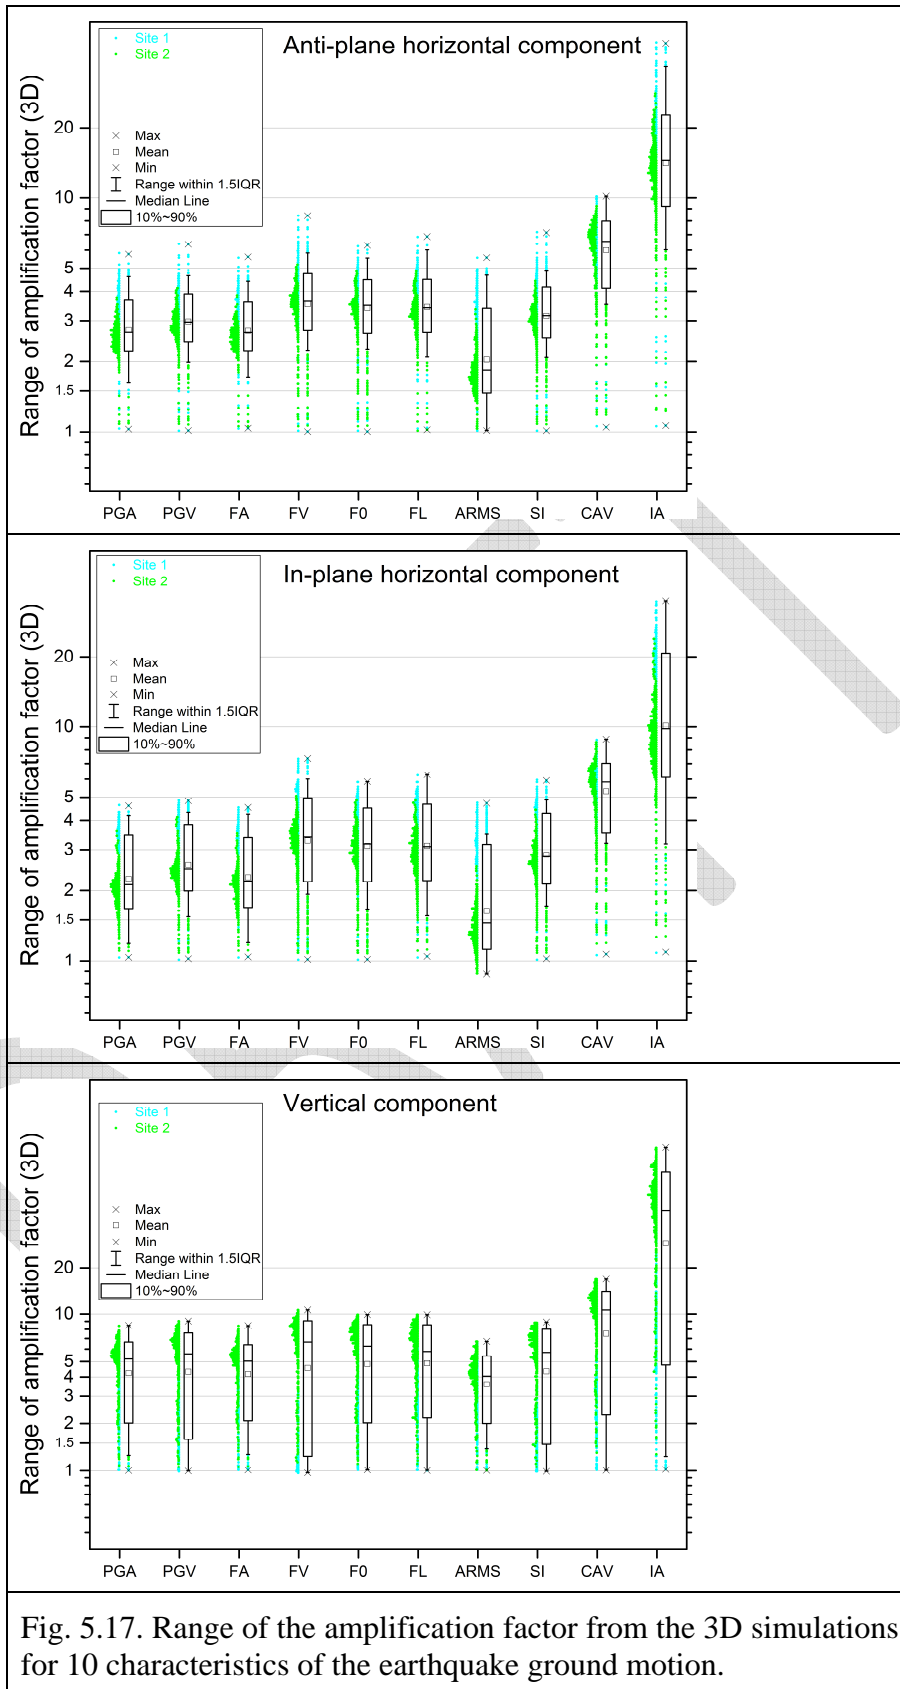 Anti-plane horizontal component
Site 1
Site 2
Max
Mean
Min
Range within 1.5IQR
Median Line
10%~90%
Range of amplification factor (3D)
20
10
5
4
3
2
1.5
1
PGA PGV FA FV F0 FL ARMS SI CAV IA
In-plane horizontal component
Site 1
Site 2
Max
Mean
Min
Range within 1.5IQR
Median Line
10%~90%
Range of amplification factor (3D)
20
10
5
4
3
2
1.5
1
PGA PGV FA FV F0 FL ARMS SI CAV IA
Vertical component
Site 1
Site 2
Max
Mean
Min
Range within 1.5IQR
Median Line
10%~90%
Range of amplification factor (3D)
20
10
5
4
3
2
1.5
1
PGA PGV FA FV F0 FL ARMS SI CAV IA
Fig. 5.17. Range of the amplification factor from the 3D simulations
for 10 characteristics of the earthquake ground motion.